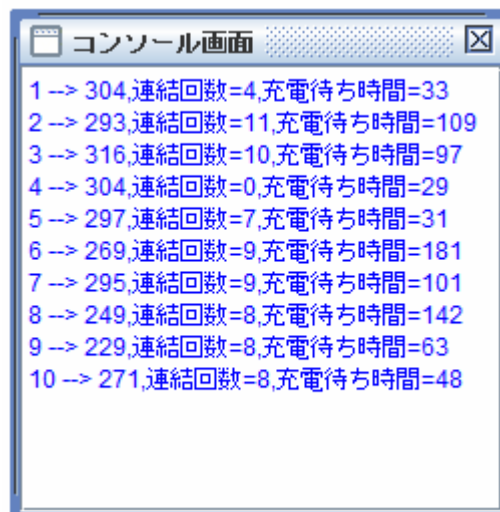 コンソール画面
1 --> 304,連結回数=4,充電待ち時間=33
2 --> 293,連結回数=11,充電待ち時間=109
3 --> 316,連結回数=10,充電待ち時間=97
4 --> 304,連結回数=0,充電待ち時間=29
5 --> 297,連結回数=7,充電待ち時間=31
6 --> 269,連結回数=9,充電待ち時間=181
7 --> 295,連結回数=9,充電待ち時間=101
8 --> 249,連結回数=8,充電待ち時間=142
9 --> 229,連結回数=8,充電待ち時間=63
10 --> 271,連結回数=8,充電待ち時間=48